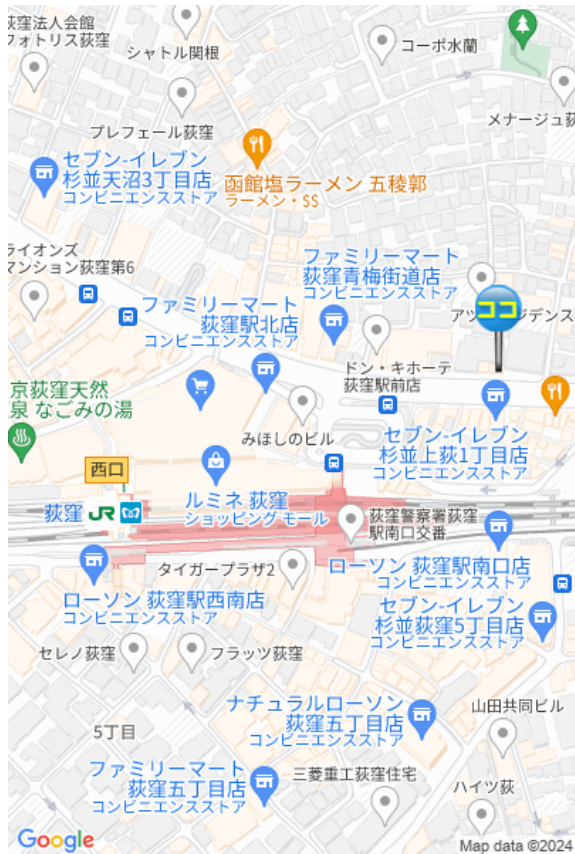 荻窪法人会館
フォトリス荻窪
シャトル関根
コーポ水蘭
メナージュ荻
プレフェール荻窪
セブン-イレブン
杉並天沼3丁目店
コンビニエンスストア
函館塩ラーメン 五稜郭
ラーメン・SS
ライオンズ
マンション荻窪第6
ファミリーマート
荻窪青梅街道店
コンビニエンスストア
ファミリーマート
荻窪駅北店
コンビニエンスストア
ココ
アツ
ジデンス
ドン・キホーテ
荻窪駅前店
京荻窪天然
泉 なごみの湯
みほしのビル
セブン-イレブン
杉並上荻1丁目店
コンビニエンスストア
西口
ルミネ 荻窪
ショッピング モール
荻窪 JR
荻窪警察署荻窪
駅南口交番
タイガープラザ2
ローソン 荻窪駅南口店
コンビニエンスストア
ローソン 荻窪駅西南店
コンビニエンスストア
セブン-イレブン
杉並荻窪5丁目店
コンビニエンスストア
セレノ荻窪
フラッツ荻窪
ナチュラルローソン
荻窪五丁目店
コンビニエンスストア
山田共同ビル
5丁目
ファミリーマート
荻窪五丁目店
コンビニエンスストア
三菱重工荻窪住宅
ハイツ荻
Google
Map data ©2024